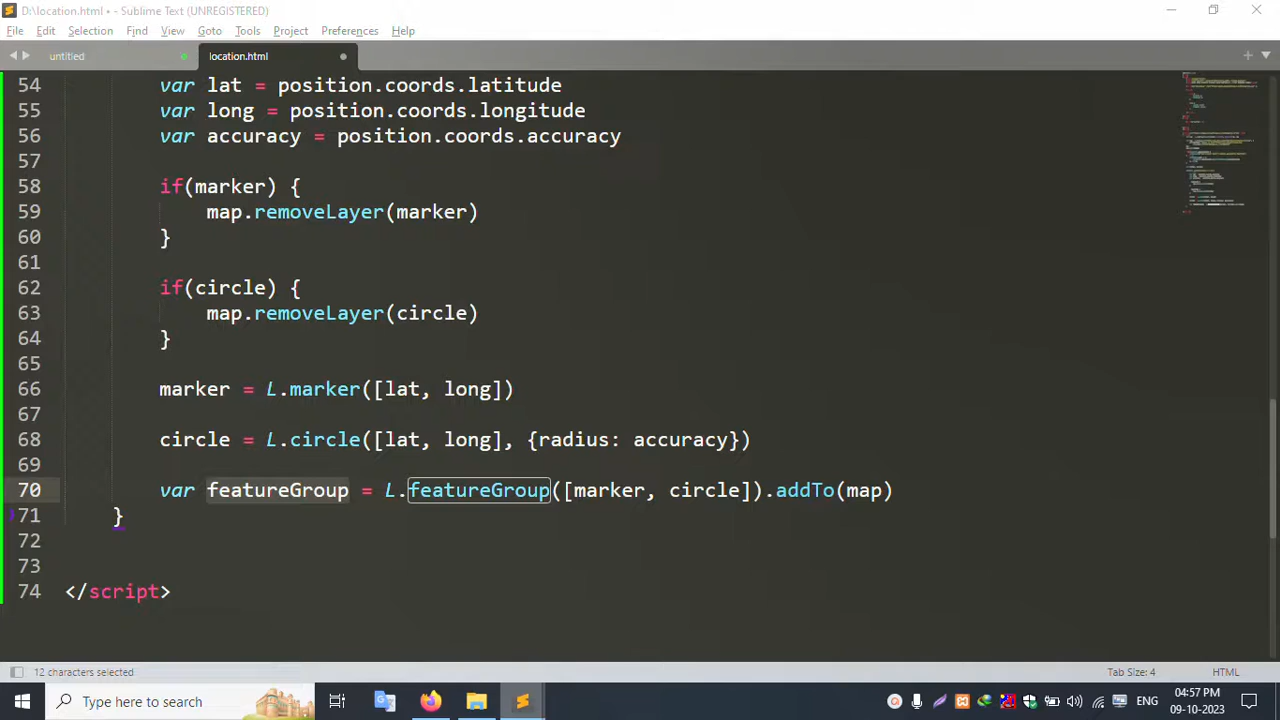 D:\location.html • - Sublime Text (UNREGISTERED)
File Edit Selection Find View Goto Tools Project Preferences Help
untitled location.html
54 var lat = position.coords.latitude
55 var long = position.coords.longitude
56 var accuracy = position.coords.accuracy
57
58 if(marker) {
59 map.removeLayer(marker)
60 }
61
62 if(circle) {
63 map.removeLayer(circle)
64 }
65
66 marker = L.marker([lat, long])
67
68 circle = L.circle([lat, long], {radius: accuracy})
69
70 var featureGroup = L.featureGroup([marker, circle]).addTo(map)
71 }
72
73
74 </script>
12 characters selected Tab Size: 4 HTML
Type here to search ENG 04:57 PM
09-10-2023